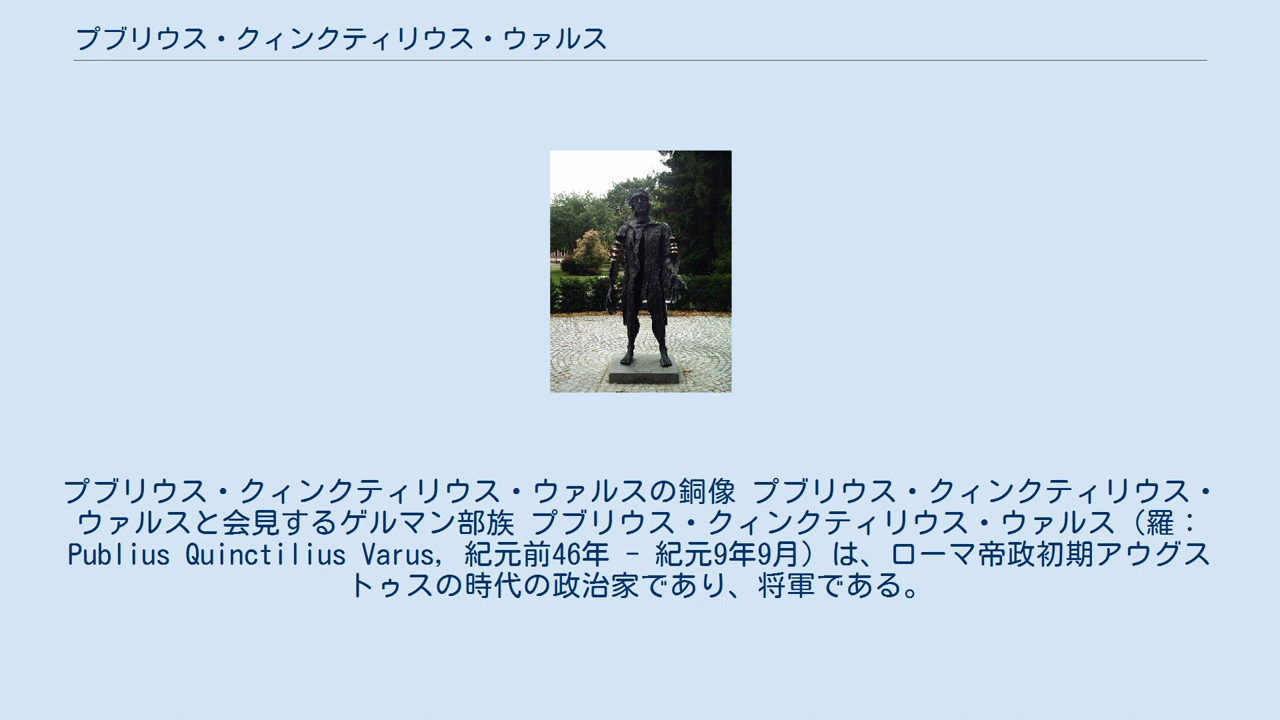 プブリウス・クィンクティリウス・ウァルス
プブリウス・クィンクティリウス・ウァルスの銅像 プブリウス・クィンクティリウス・
ウァルスと会見するゲルマン部族 プブリウス・クィンクティリウス・ウァルス（羅：
Publius Quinctilius Varus, 紀元前46年 - 紀元9年9月）は、ローマ帝政初期アウグス
トゥスの時代の政治家であり、将軍である。